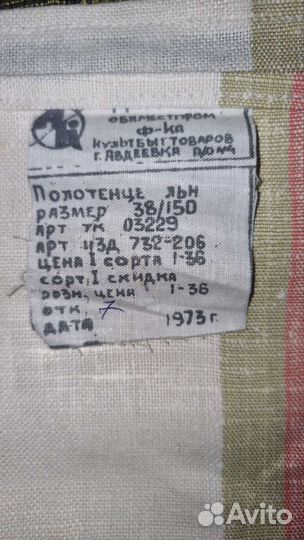 ОБЛМЕСТПРОМ
Ф-КА
КУЛЬТБЫТТОВАРОВ
г. АВДЕЕВКА
ПОЛОТЕНЦЕ ЛЬН
РАЗМЕР 38/150
АРТ ТК 03229
АРТ ИЗД 732-206
ЦЕНА I СОРТА 1-36
СОРТ. I СКИДКА
РОЗН. ЦЕНА 1-36
ОТК. 7
ДАТА 1973 г.
Avito